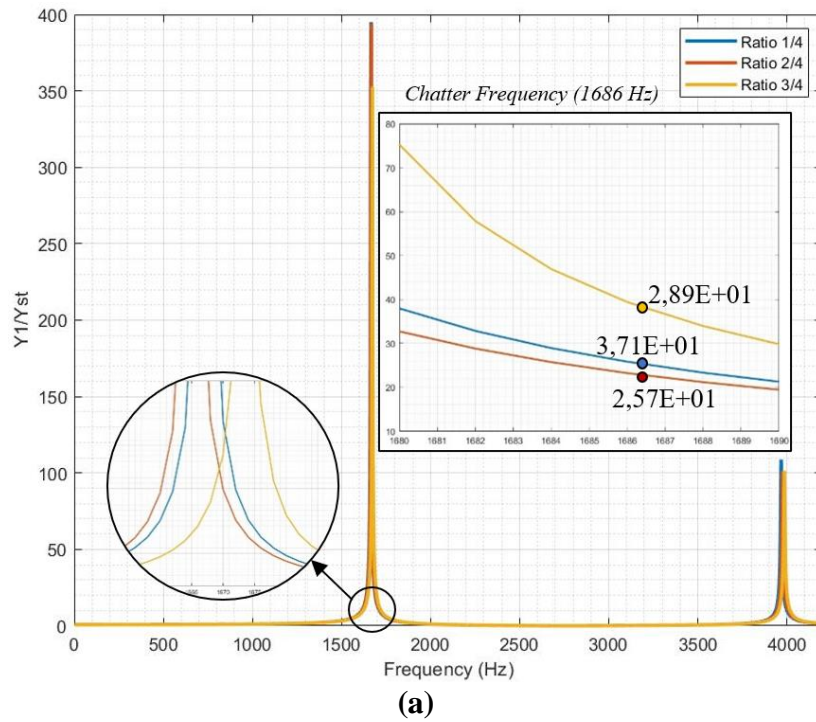 400
350
300
250
200
150
100
50
0
Y1/Yst
Ratio 1/4
Ratio 2/4
Ratio 3/4
Chatter Frequency (1686 Hz)
80
70
60
50
40
30
20
10
2,89E+01
3,71E+01
2,57E+01
1680 1681 1682 1683 1684 1685 1686 1687 1688 1689 1690
1670
0 500 1000 1500 2000 2500 3000 3500 4000
Frequency (Hz)
(a)